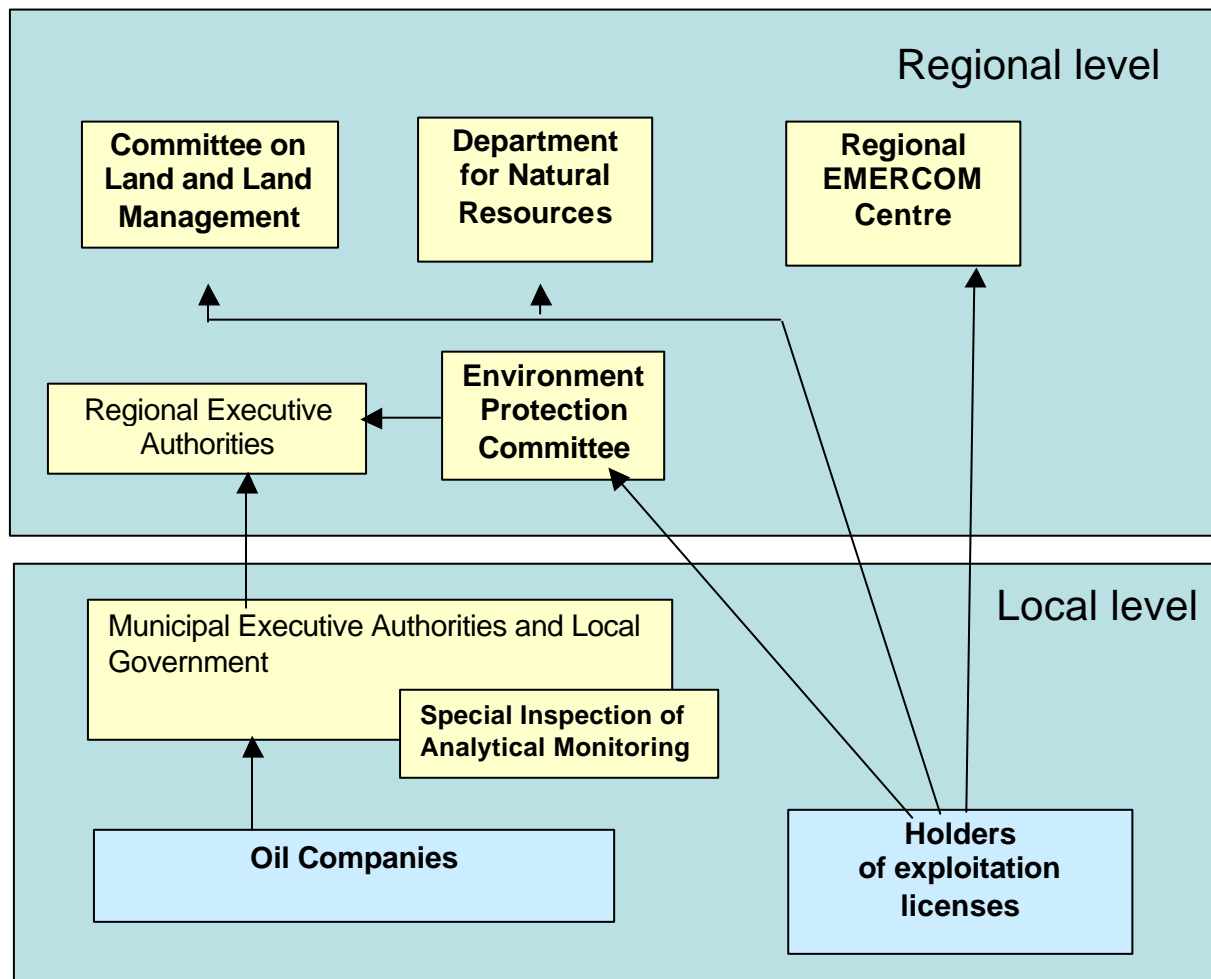 Regional level
Committee on
Land and Land
Management
Department
for Natural
Resources
Regional
EMERCOM
Centre
Regional Executive
Authorities
Environment
Protection
Committee
Local level
Municipal Executive Authorities and Local
Government
Special Inspection of
Analytical Monitoring
Oil Companies
Holders
of exploitation
licenses